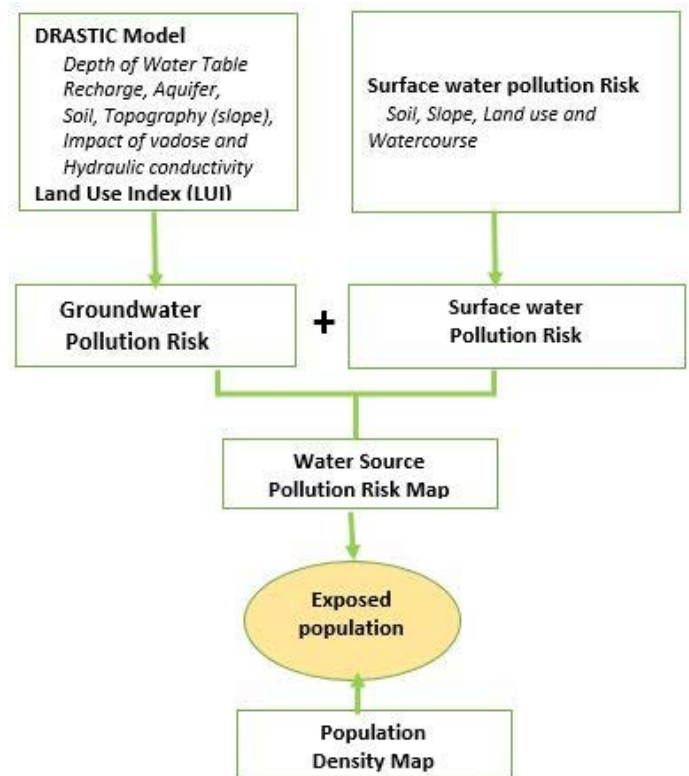 DRASTIC Model
Depth of Water Table
Recharge, Aquifer,
Soil, Topography (slope),
Impact of vadose and
Hydraulic conductivity
Land Use Index (LUI)
Surface water pollution Risk
Soil, Slope, Land use and
Watercourse
Groundwater
Pollution Risk
+
Surface water
Pollution Risk
Water Source
Pollution Risk Map
Exposed
population
Population
Density Map